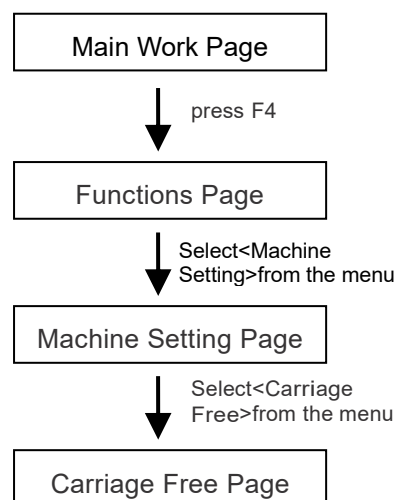 Main Work Page
press F4
Functions Page
Select<Machine
Setting>from the menu
Machine Setting Page
Select<Carriage
Free>from the menu
Carriage Free Page